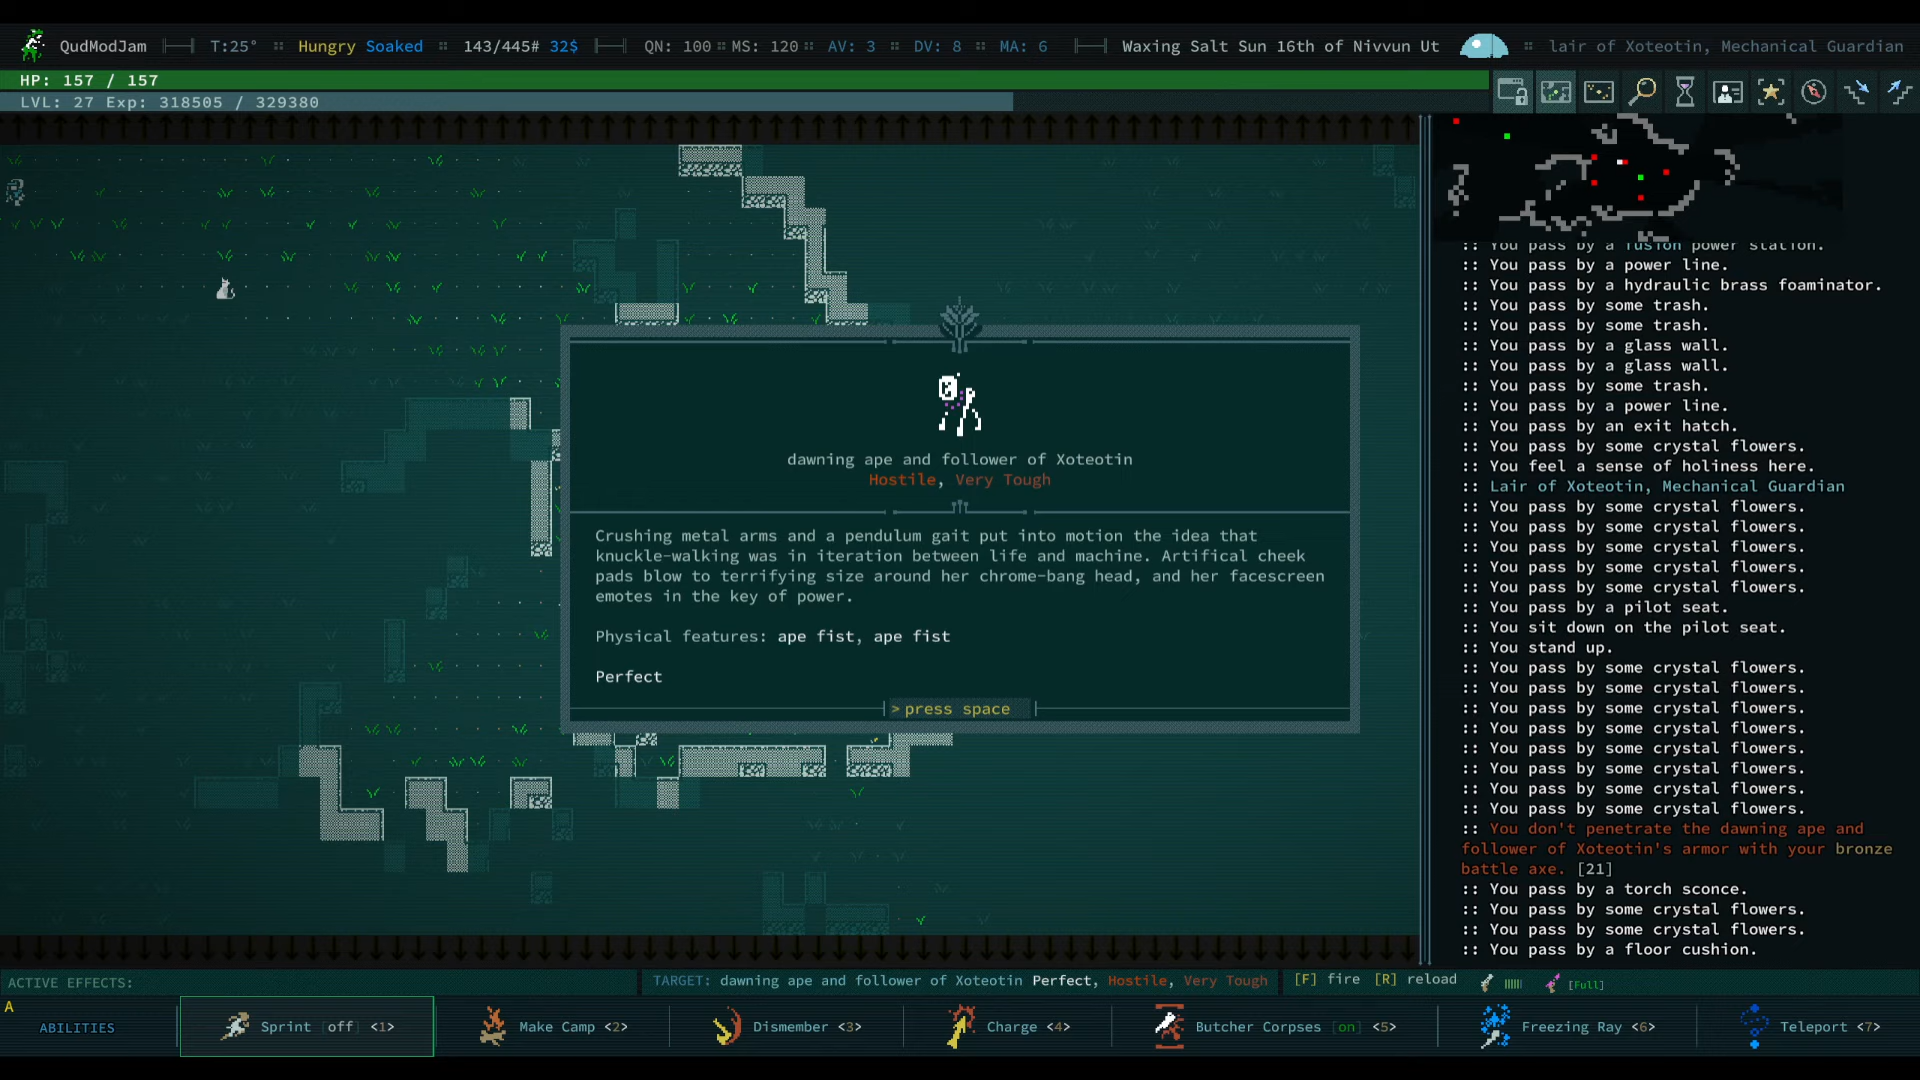 QudModJam T:25° :: Hungry Soaked :: 143/445# 32$ QN: 100 :: MS: 120 :: AV: 3 :: DV: 8 :: MA: 6 Waxing Salt Sun 16th of Nivvun Ut :: lair of Xoteotin, Mechanical Guardian
HP: 157 / 157
LVL: 27 Exp: 318505 / 329380
:: You pass by a fusion power station.
:: You pass by a power line.
:: You pass by a hydraulic brass foaminator.
:: You pass by some trash.
:: You pass by some trash.
:: You pass by a glass wall.
:: You pass by a glass wall.
:: You pass by some trash.
:: You pass by a power line.
:: You pass by an exit hatch.
:: You pass by some crystal flowers.
:: You feel a sense of holiness here.
:: Lair of Xoteotin, Mechanical Guardian
:: You pass by some crystal flowers.
:: You pass by some crystal flowers.
:: You pass by some crystal flowers.
:: You pass by some crystal flowers.
:: You pass by some crystal flowers.
:: You pass by a pilot seat.
:: You sit down on the pilot seat.
:: You stand up.
:: You pass by some crystal flowers.
:: You pass by some crystal flowers.
:: You pass by some crystal flowers.
:: You pass by some crystal flowers.
:: You pass by some crystal flowers.
:: You pass by some crystal flowers.
:: You pass by some crystal flowers.
:: You pass by some crystal flowers.
:: You don't penetrate the dawning ape and
follower of Xoteotin's armor with your bronze
battle axe. [21]
:: You pass by a torch sconce.
:: You pass by some crystal flowers.
:: You pass by some crystal flowers.
:: You pass by a floor cushion.
dawning ape and follower of Xoteotin
Hostile, Very Tough
Crushing metal arms and a pendulum gait put into motion the idea that
knuckle-walking was in iteration between life and machine. Artifical cheek
pads blow to terrifying size around her chrome-bang head, and her facescreen
emotes in the key of power.
Physical features: ape fist, ape fist
Perfect
> press space
ACTIVE EFFECTS:
TARGET: dawning ape and follower of Xoteotin Perfect, Hostile, Very Tough
[F] fire [R] reload [Full]
A
ABILITIES
Sprint [off] <1>
Make Camp <2>
Dismember <3>
Charge <4>
Butcher Corpses [on] <5>
Freezing Ray <6>
Teleport <7>